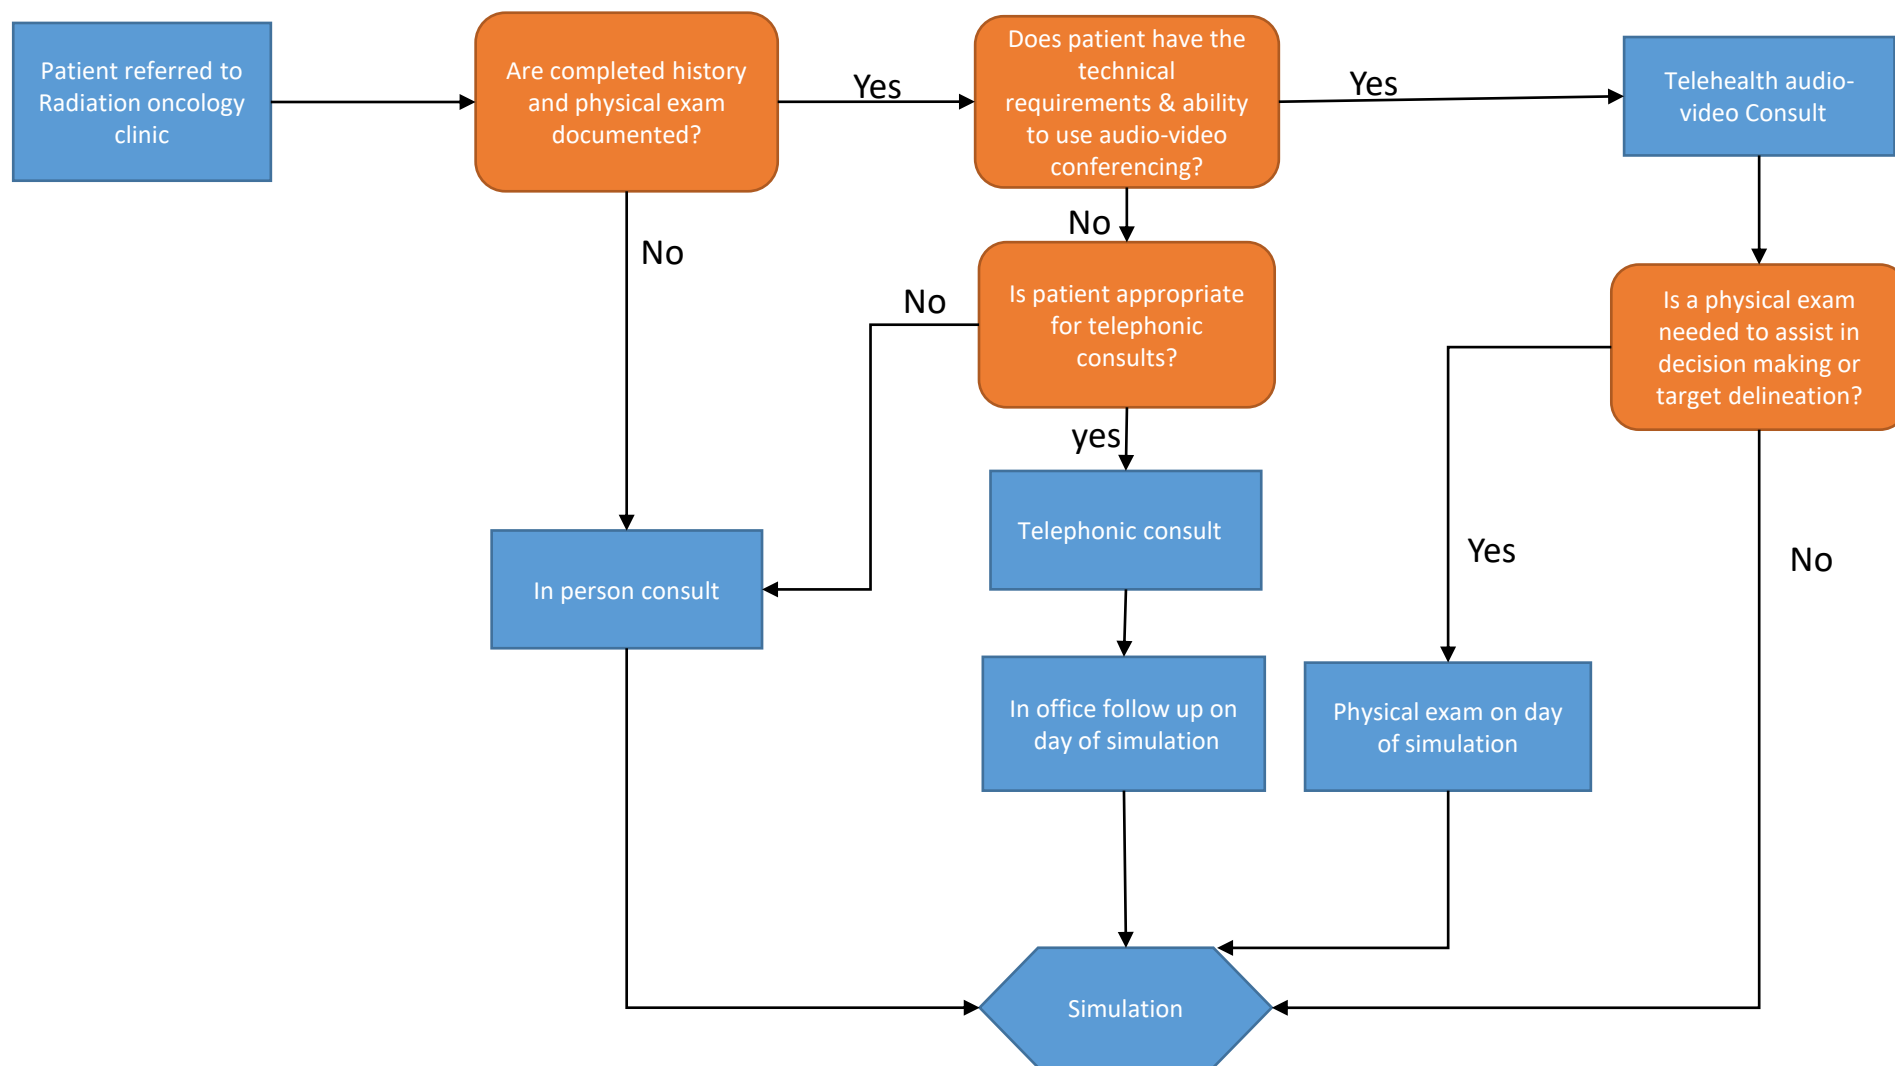 Patient referred to
Radiation oncology
clinic
Are completed history
and physical exam
documented?
Yes
Does patient have the
technical
requirements & ability
to use audio-video
conferencing?
Yes
Telehealth audio-
video Consult
No
No
No
Is patient appropriate
for telephonic
consults?
Is a physical exam
needed to assist in
decision making or
target delineation?
yes
Telephonic consult
Yes
No
In person consult
In office follow up on
day of simulation
Physical exam on day
of simulation
Simulation